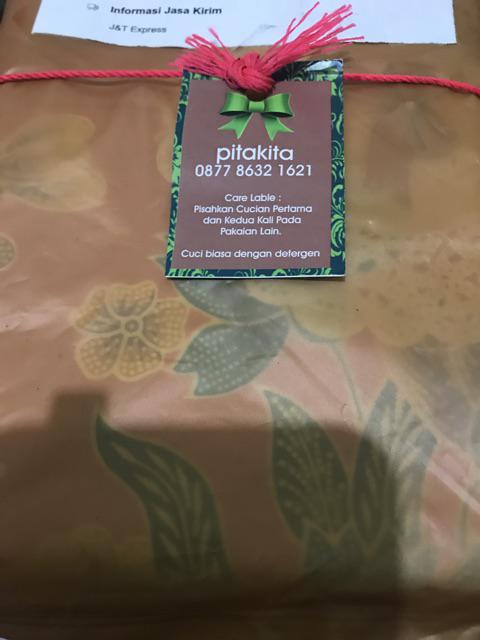 Informasi Jasa Kirim
J&T Express
pitakita
0877 8632 1621
Care Lable :
Pisahkan Cucian Pertama
dan Kedua Kali Pada
Pakaian Lain.
Cuci biasa dengan detergen